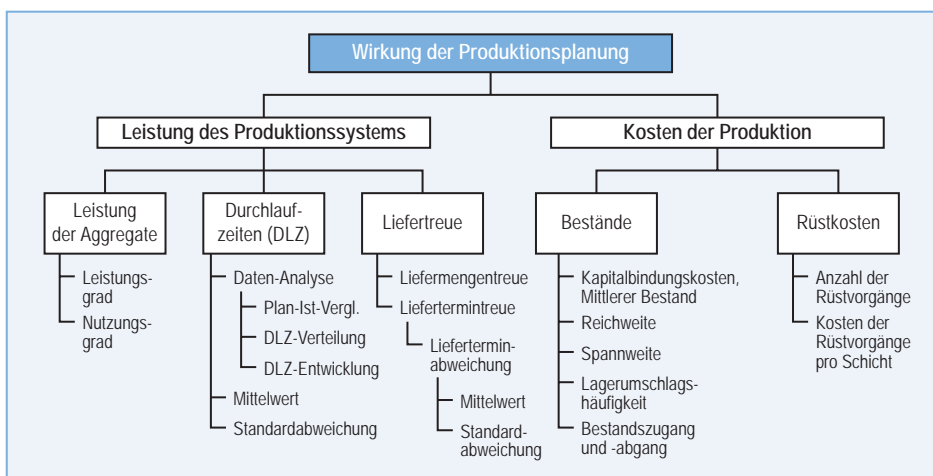 Wirkung der Produktionsplanung
Leistung des Produktionssystems
Kosten der Produktion
Leistung
der Aggregate
Durchlauf-
zeiten (DLZ)
Liefertreue
Bestände
Rüstkosten
Leistungs-
grad
Nutzungs-
grad
Daten-Analyse
Plan-Ist-Vergl.
DLZ-Verteilung
DLZ-Entwicklung
Mittelwert
Standardabweichung
Liefermengentreue
Liefertermintreue
Liefertermin-
abweichung
Mittelwert
Standard-
abweichung
Kapitalbindungskosten,
Mittlerer Bestand
Reichweite
Spannweite
Lagerumschlags-
häufigkeit
Bestandszugang
und -abgang
Anzahl der
Rüstvorgänge
Kosten der
Rüstvorgänge
pro Schicht